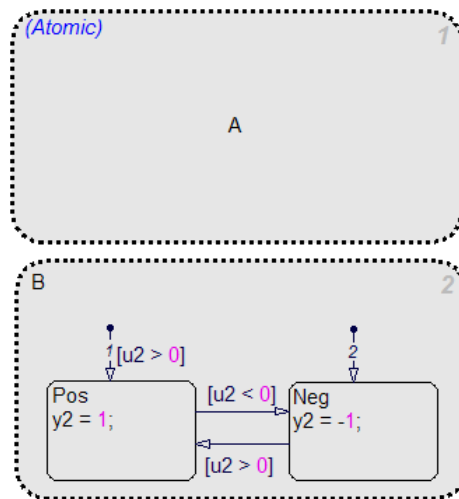 (Atomic)
1
A
B
2
1
[u2 > 0]
2
Pos
y2 = 1;
[u2 < 0]
Neg
y2 = -1;
[u2 > 0]